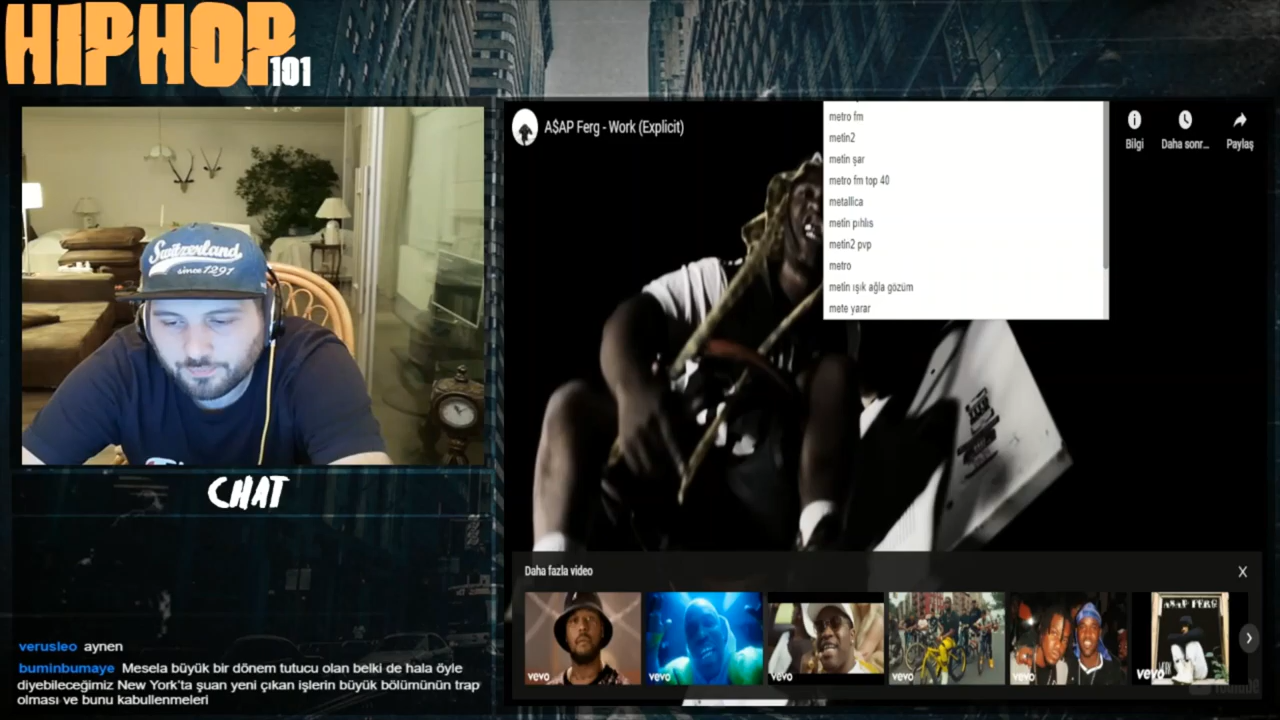 HIPHOP
101
Switzerland
since 1291
A$AP Ferg - Work (Explicit)
metro fm
metin2
metin şar
metro fm top 40
metallica
metin pıhlıs
metin2 pvp
metro
metin ışık ağla gözüm
mete yarar
Bilgi
Daha sonr...
Paylaş
CHAT
verusleo aynen
buminbumaye Mesela büyük bir dönem tutucu olan belki de hala öyle
diyebileceğimiz New York'ta şuan yeni çıkan işlerin büyük bölümünün trap
olması ve bunu kabullenmeleri
Daha fazla video
X
vevo
vevo
vevo
vevo
vevo
A$AP FERG
vevo
YouTube